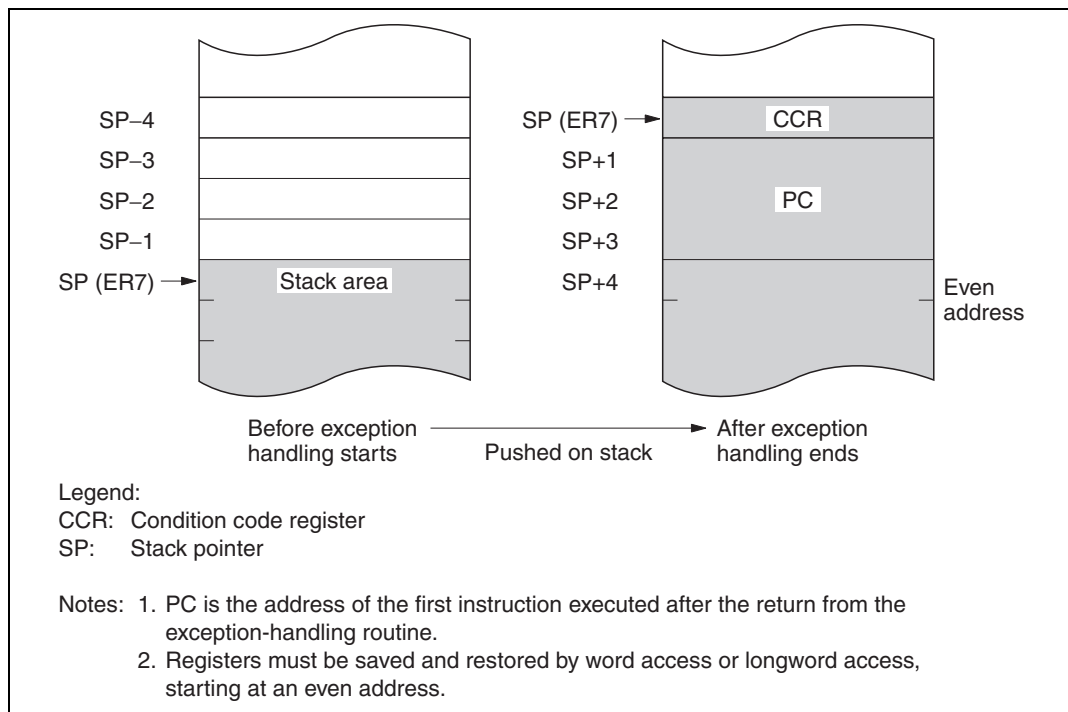 SP–4
SP–3
SP–2
SP–1
SP (ER7)
Stack area
SP (ER7)
SP+1
SP+2
SP+3
SP+4
CCR
PC
Even
address
Before exception
handling starts
Pushed on stack
After exception
handling ends
Legend:
CCR: Condition code register
SP: Stack pointer
Notes: 1. PC is the address of the first instruction executed after the return from the
exception-handling routine.
2. Registers must be saved and restored by word access or longword access,
starting at an even address.